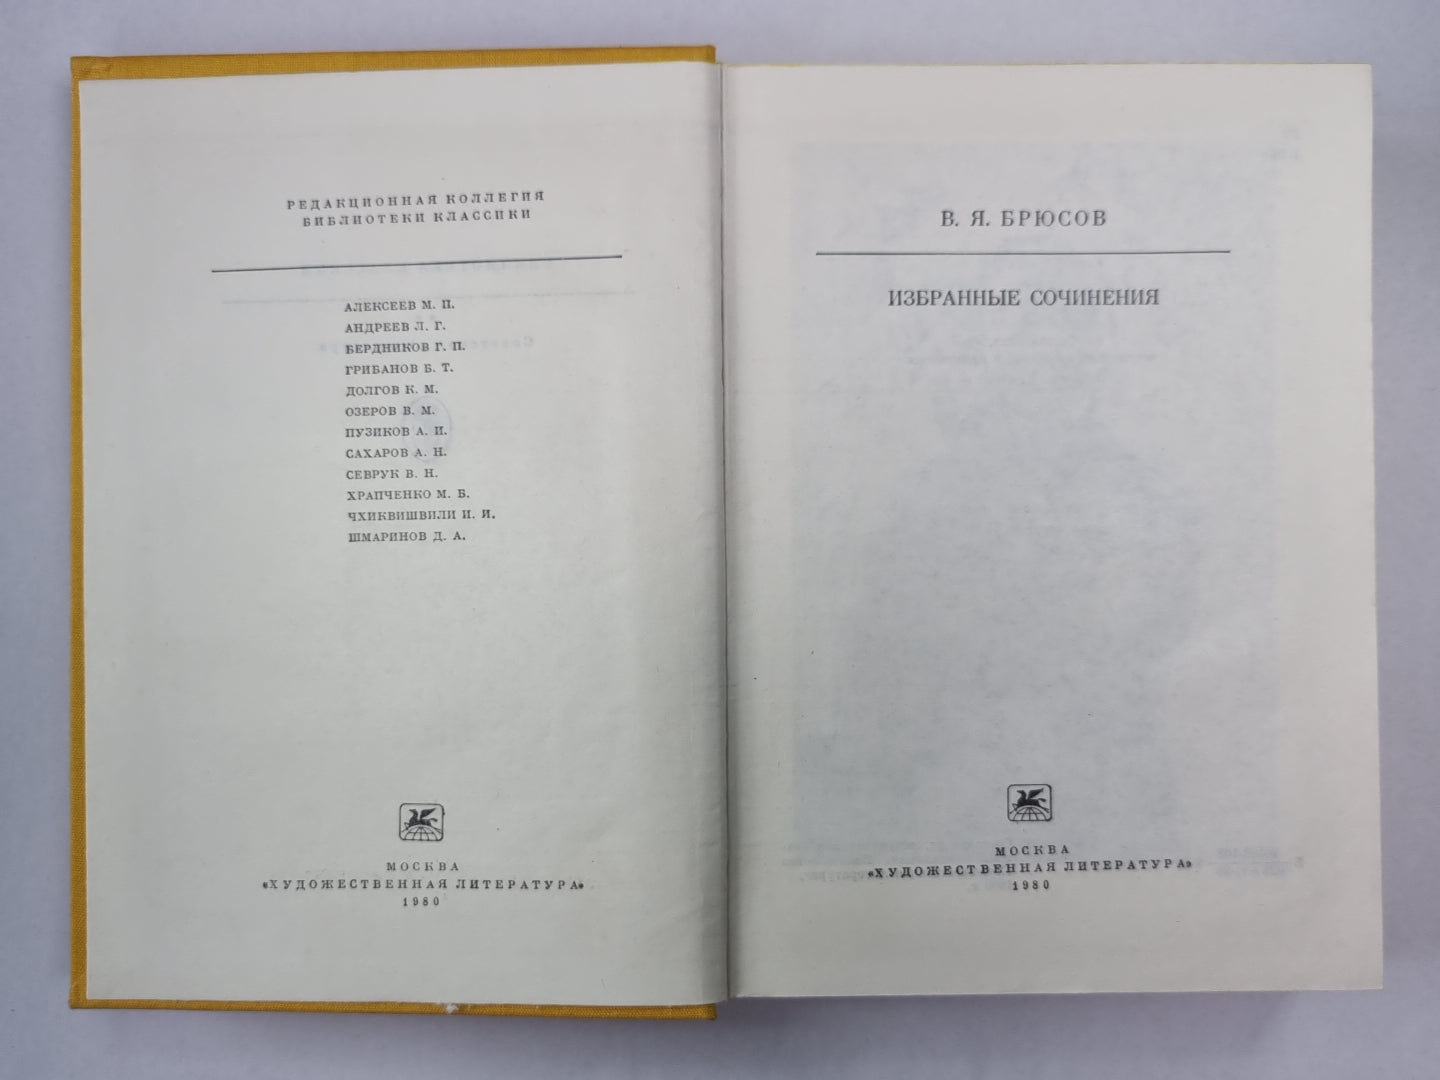 РЕДАКЦИОННАЯ КОЛЛЕГИЯ
БИБЛИОТЕКИ КЛАССИКИ
АЛЕКСЕЕВ М. П.
АНДРЕЕВ Л. Г.
БЕРДНИКОВ Г. П.
ГРИБАНОВ Б. Т.
ДОЛГОВ К. М.
ОЗЕРОВ В. М.
ПУЗИКОВ А. И.
САХАРОВ А. Н.
СЕВРУК В. Н.
ХРАПЧЕНКО М. Б.
ЧХИКВИШВИЛИ И. И.
ШМАРИНОВ Д. А.
МОСКВА
«ХУДОЖЕСТВЕННАЯ ЛИТЕРАТУРА»
1980
В. Я. БРЮСОВ
ИЗБРАННЫЕ СОЧИНЕНИЯ
МОСКВА
«ХУДОЖЕСТВЕННАЯ ЛИТЕРАТУРА»
1980